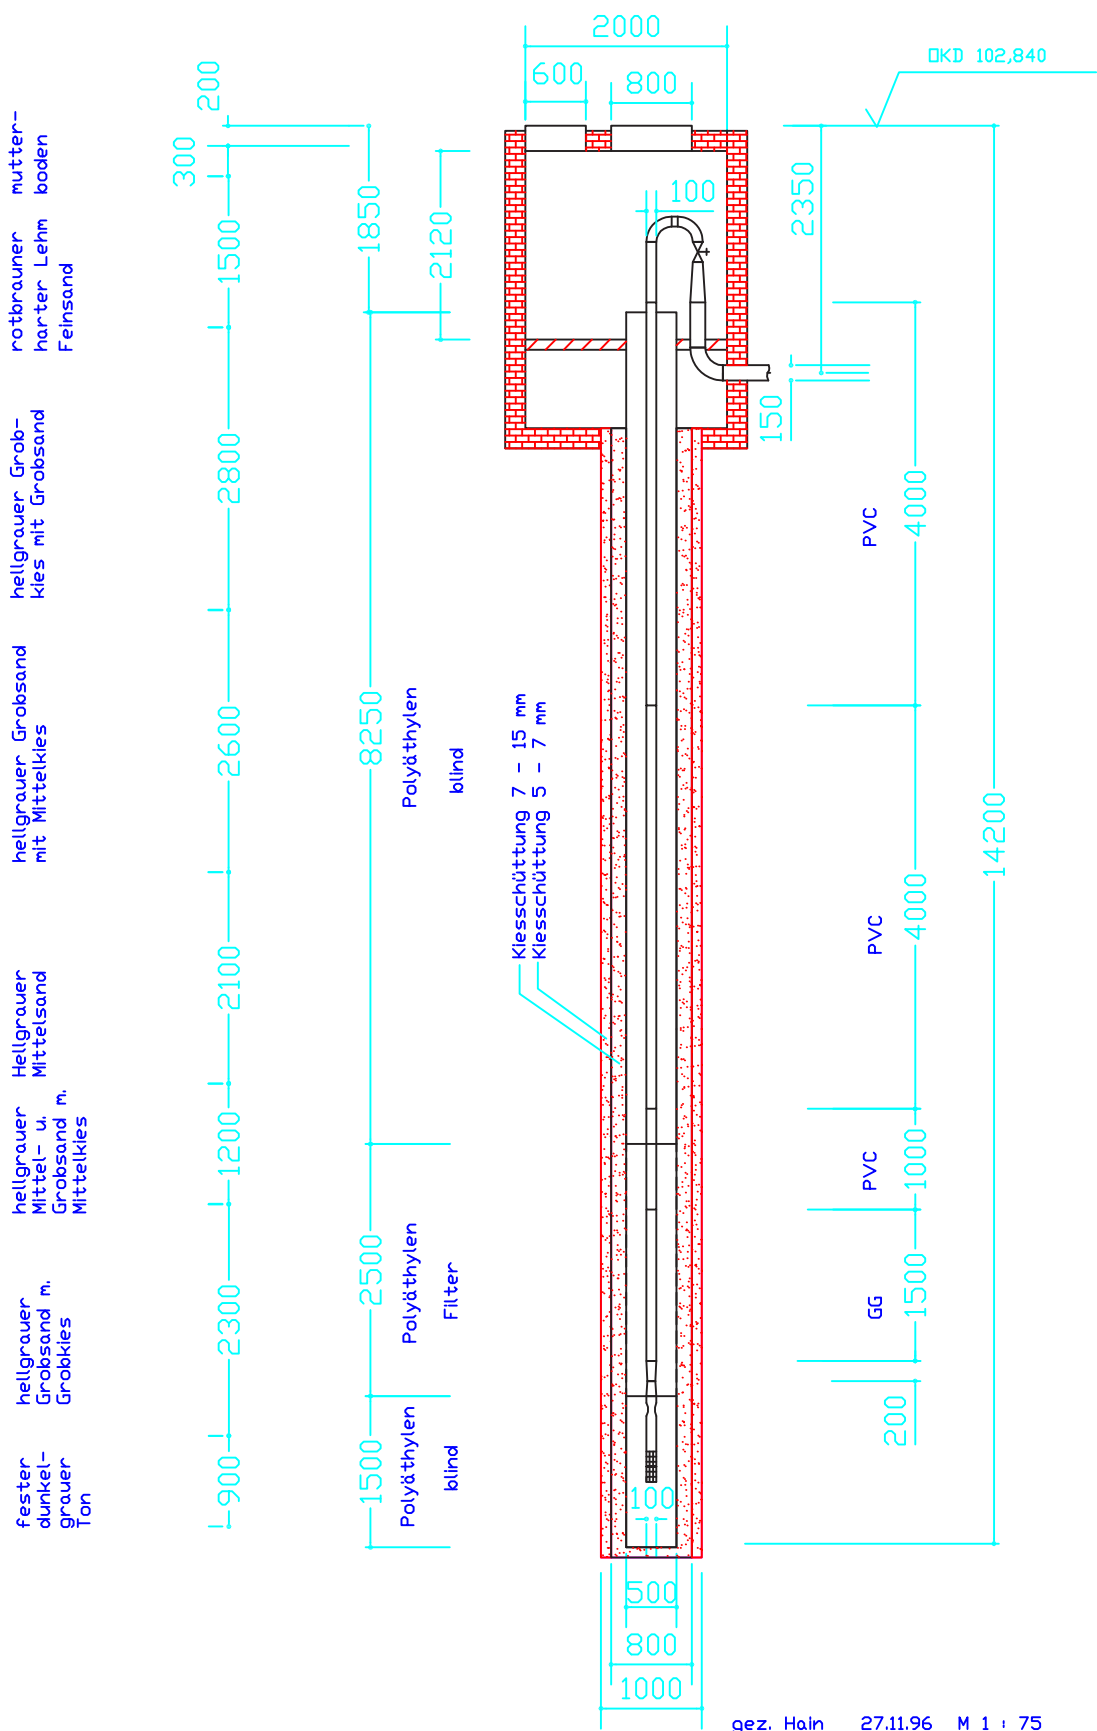 2000
600
800
OKD 102,840
200
300
1500
2800
2600
2100
1200
2300
900
mutter-
boden
rotbrauner
harter Lehm
Feinsand
hellgrauer Grob-
kies mit Grobsand
hellgrauer Grobsand
mit Mittelkies
Hellgrauer
Mittelsand
hellgrauer
Mittel- u.
Grobsand m.
Mittelkies
hellgrauer
Grobsand m.
Grobkies
fester
dunkel-
grauer
Ton
1850
2120
8250
2500
1500
Polyäthylen
blind
Polyäthylen
Filter
Polyäthylen
blind
Kiesschüttung 7 - 15 mm
Kiesschüttung 5 - 7 mm
100
2350
150
4000
PVC
4000
PVC
1000
PVC
1500
GG
200
14200
100
500
800
1000
gez. Hain 27.11.96 M 1 : 75